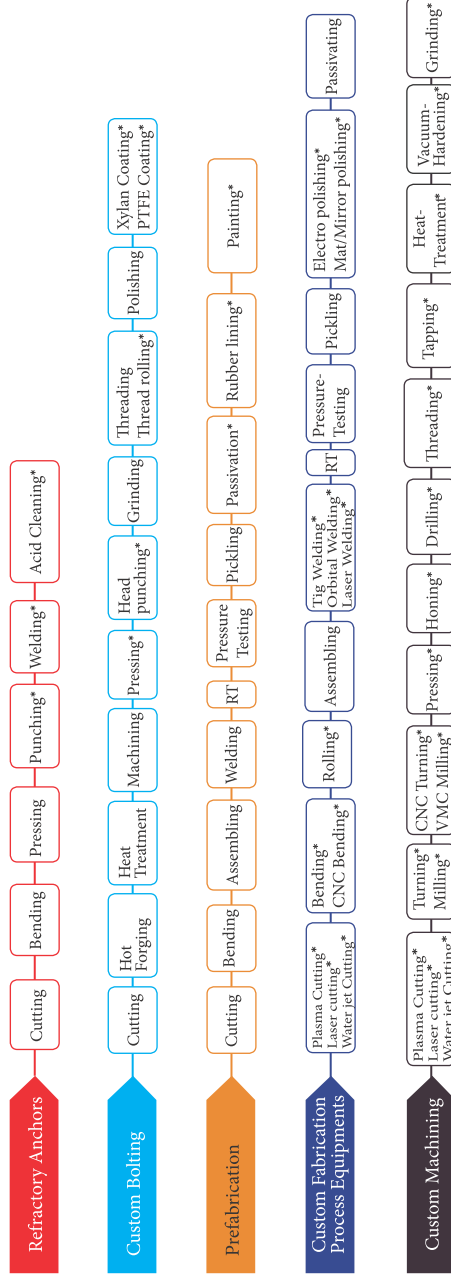 Refractory Anchors
Cutting
Bending
Pressing
Punching*
Welding*
Acid Cleaning*
Custom Bolting
Cutting
Hot
Forging
Heat
Treatment
Machining
Pressing*
Head
punching*
Grinding
Threading
Thread rolling*
Polishing
Xylan Coating*
PTFE Coating*
Prefabrication
Cutting
Bending
Assembling
Welding
RT
Pressure
Testing
Pickling
Passivation*
Rubber lining*
Painting*
Custom Fabrication
Process Equipments
Plasma Cutting*
Laser cutting*
Water jet Cutting*
Bending*
CNC Bending*
Rolling*
Assembling
Tig Welding*
Orbital Welding*
Laser Welding*
RT
Pressure-
Testing
Pickling
Electro polishing*
Mat/Mirror polishing*
Passivating
Custom Machining
Plasma Cutting*
Laser cutting*
Water jet Cutting*
Turning*
Milling*
CNC Turning*
VMC Milling*
Pressing*
Honing*
Drilling*
Threading*
Tapping*
Heat-
Treatment*
Vacuum-
Hardening*
Grinding*